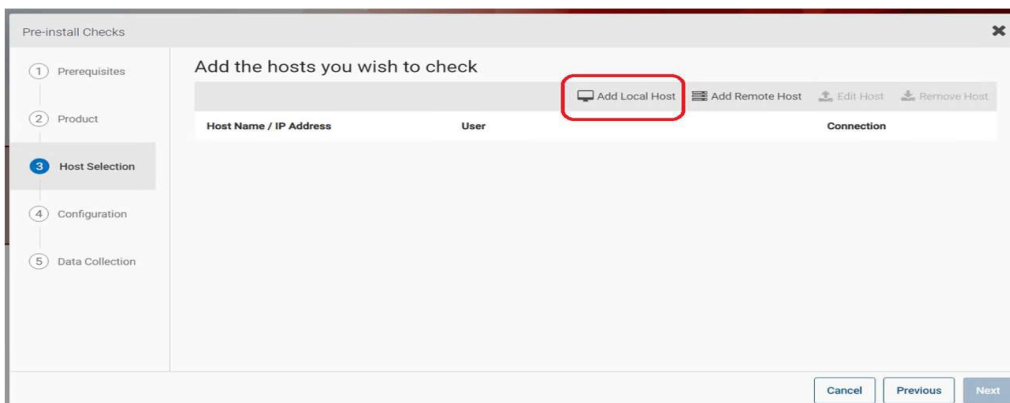 Pre-install Checks
1 Prerequisites
2 Product
3 Host Selection
4 Configuration
5 Data Collection
Add the hosts you wish to check
Add Local Host Add Remote Host Edit Host Remove Host
Host Name / IP Address User Connection
Cancel Previous Next